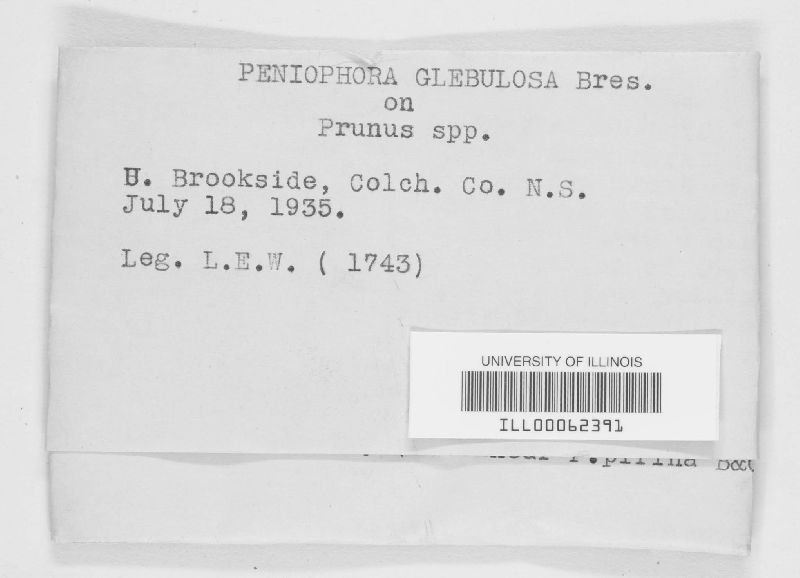 PENIOPHORA GLEBULOSA Bres.
on
Prunus spp.
U. Brookside, Colch. Co. N.S.
July 18, 1935.
Leg. L.E.W. ( 1743)
UNIVERSITY OF ILLINOIS
ILL00062391
B&C